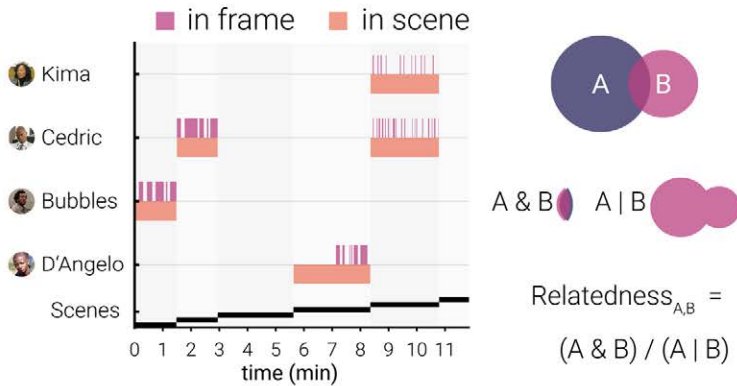 in frame in scene
Kima
Cedric
Bubbles
D'Angelo
Scenes
0 1 2 3 4 5 6 7 8 9 10 11
time (min)
A B
A & B A | B
Relatedness A,B =
(A & B) / (A | B)